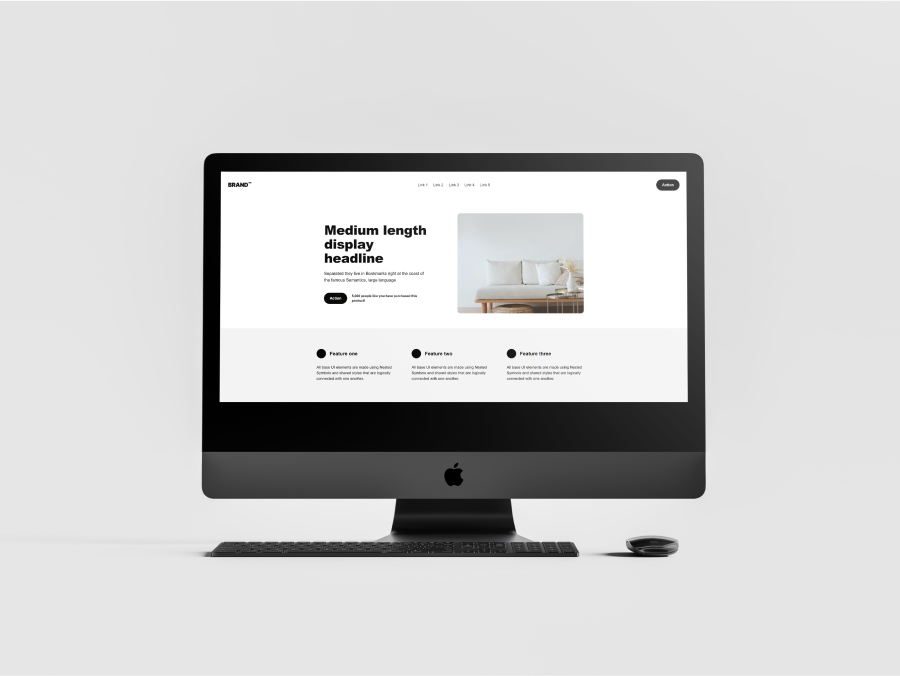 BRAND™
Link 1 Link 2 Link 3 Link 4 Link 5
Action
Medium length
display
headline
Separated they live in Bookmarks right at the coast of
the famous Semantics, large language
Action
5,000 people like you have purchased this
product!
Feature one
All base UI elements are made using Nested
Symbols and shared styles that are logically
connected with one another.
Feature two
All base UI elements are made using Nested
Symbols and shared styles that are logically
connected with one another.
Feature three
All base UI elements are made using Nested
Symbols and shared styles that are logically
connected with one another.